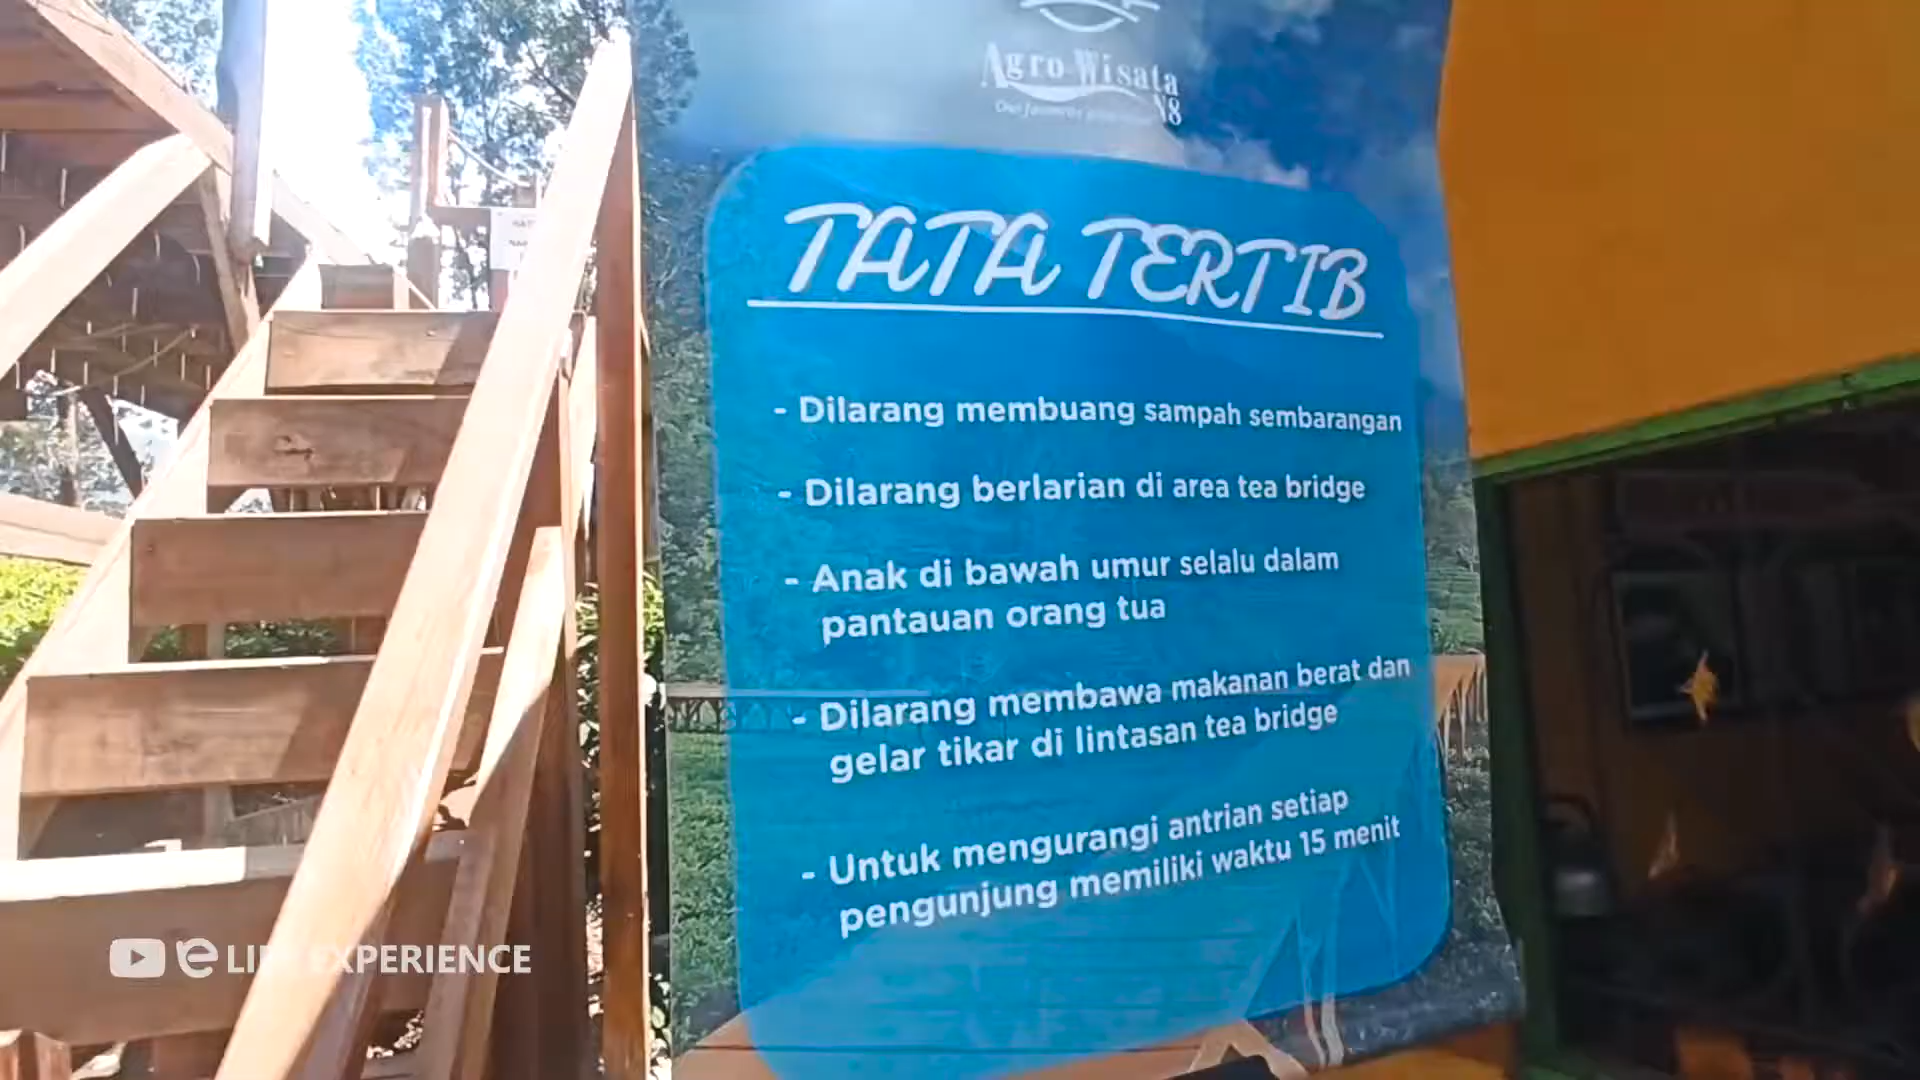 Agro Wisata
N8
TATA TERTIB
- Dilarang membuang sampah sembarangan
- Dilarang berlarian di area tea bridge
- Anak di bawah umur selalu dalam
pantauan orang tua
- Dilarang membawa makanan berat dan
gelar tikar di lintasan tea bridge
- Untuk mengurangi antrian setiap
pengunjung memiliki waktu 15 menit
LIFE EXPERIENCE